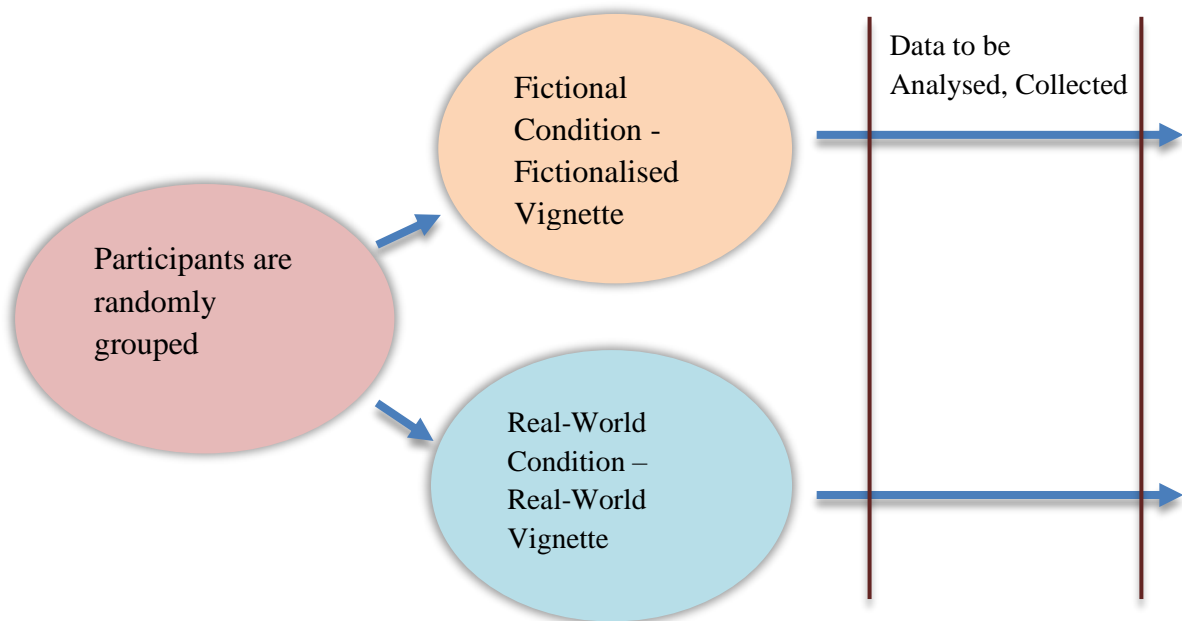 Participants are
randomly
grouped
Fictional
Condition -
Fictionalised
Vignette
Real-World
Condition –
Real-World
Vignette
Data to be
Analysed, Collected